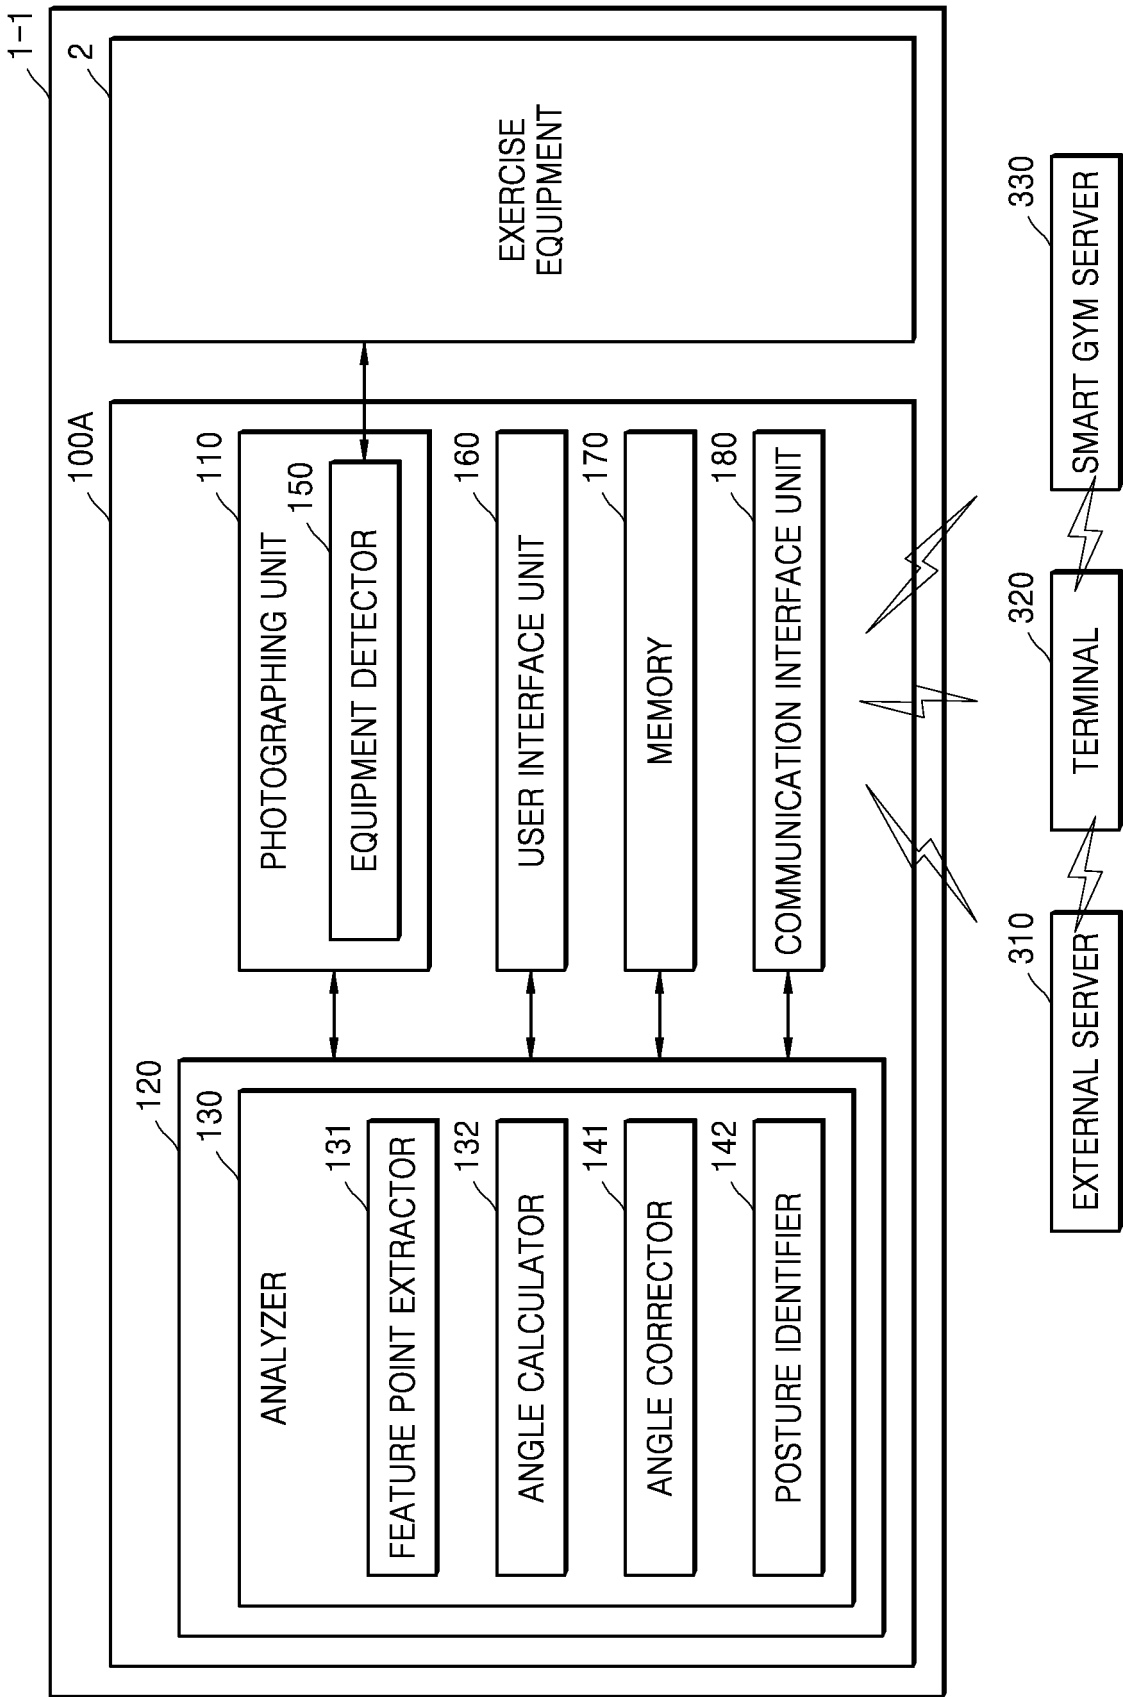 1-1
100A
2
120
130
ANALYZER
131
FEATURE POINT EXTRACTOR
132
ANGLE CALCULATOR
141
ANGLE CORRECTOR
142
POSTURE IDENTIFIER
110
PHOTOGRAPHING UNIT
150
EQUIPMENT DETECTOR
160
USER INTERFACE UNIT
170
MEMORY
180
COMMUNICATION INTERFACE UNIT
EXERCISE
EQUIPMENT
310
EXTERNAL SERVER
320
TERMINAL
330
SMART GYM SERVER